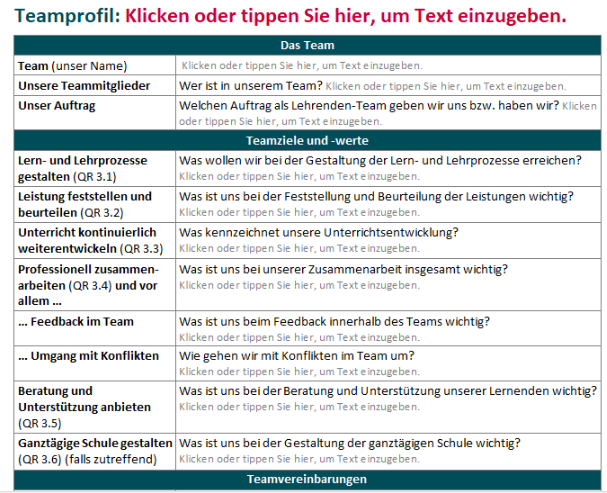 Teamprofil: Klicken oder tippen Sie hier, um Text einzugeben.
Das Team
Team (unser Name) Klicken oder tippen Sie hier, um Text einzugeben.
Unsere Teammitglieder Wer ist in unserem Team? Klicken oder tippen Sie hier, um Text einzugeben.
Unser Auftrag Welchen Auftrag als Lehrenden-Team geben wir uns bzw. haben wir? Klicken
oder tippen Sie hier, um Text einzugeben.
Teamziele und -werte
Lern- und Lehrprozesse
gestalten (QR 3.1)
Was wollen wir bei der Gestaltung der Lern- und Lehrprozesse erreichen?
Klicken oder tippen Sie hier, um Text einzugeben.
Leistung feststellen und
beurteilen (QR 3.2)
Was ist uns bei der Feststellung und Beurteilung der Leistungen wichtig?
Klicken oder tippen Sie hier, um Text einzugeben.
Unterricht kontinuierlich
weiterentwickeln (QR 3.3)
Was kennzeichnet unsere Unterrichtsentwicklung?
Klicken oder tippen Sie hier, um Text einzugeben.
Professionell zusammen-
arbeiten (QR 3.4) und vor
allem ...
Was ist uns bei unserer Zusammenarbeit insgesamt wichtig?
Klicken oder tippen Sie hier, um Text einzugeben.
... Feedback im Team
Was ist uns beim Feedback innerhalb des Teams wichtig?
Klicken oder tippen Sie hier, um Text einzugeben.
... Umgang mit Konflikten
Wie gehen wir mit Konflikten im Team um?
Klicken oder tippen Sie hier, um Text einzugeben.
Beratung und
Unterstützung anbieten
(QR 3.5)
Was ist uns bei der Beratung und Unterstützung unserer Lernenden wichtig?
Klicken oder tippen Sie hier, um Text einzugeben.
Ganztägige Schule gestalten
(QR 3.6) (falls zutreffend)
Was ist uns bei der Gestaltung der ganztägigen Schule wichtig?
Klicken oder tippen Sie hier, um Text einzugeben.
Teamvereinbarungen